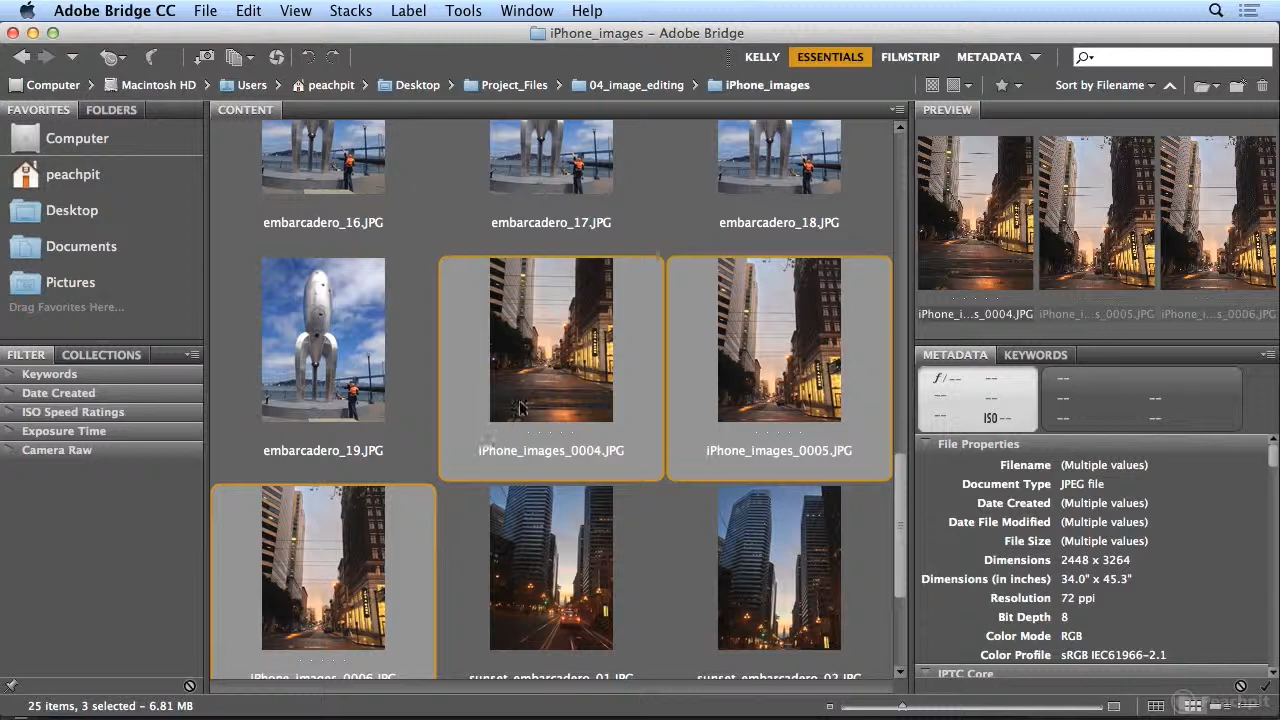 Adobe Bridge CC File Edit View Stacks Label Tools Window Help
iPhone_images – Adobe Bridge
KELLY ESSENTIALS FILMSTRIP METADATA
Computer Macintosh HD Users peachpit Desktop Project_Files 04_image_editing iPhone_images Sort by Filename
FAVORITES FOLDERS
Computer
peachpit
Desktop
Documents
Pictures
Drag Favorites Here...
FILTER COLLECTIONS
Keywords
Date Created
ISO Speed Ratings
Exposure Time
Camera Raw
CONTENT
embarcadero_16.JPG embarcadero_17.JPG embarcadero_18.JPG
embarcadero_19.JPG iPhone_images_0004.JPG iPhone_images_0005.JPG
iPhone_images_0006.JPG sunset_embarcadero_01.JPG sunset_embarcadero_02.JPG
PREVIEW
iPhone_i...s_0004.JPG iPhone_i...s_0005.JPG iPhone_i...s_0006.JPG
METADATA KEYWORDS
ƒ/-- -- --
-- -- --
-- ISO -- -- --
File Properties
Filename (Multiple values)
Document Type JPEG file
Date Created (Multiple values)
Date File Modified (Multiple values)
File Size (Multiple values)
Dimensions 2448 x 3264
Dimensions (in inches) 34.0" x 45.3"
Resolution 72 ppi
Bit Depth 8
Color Mode RGB
Color Profile sRGB IEC61966-2.1
IPTC Core
25 items, 3 selected - 6.81 MB
Peachpit